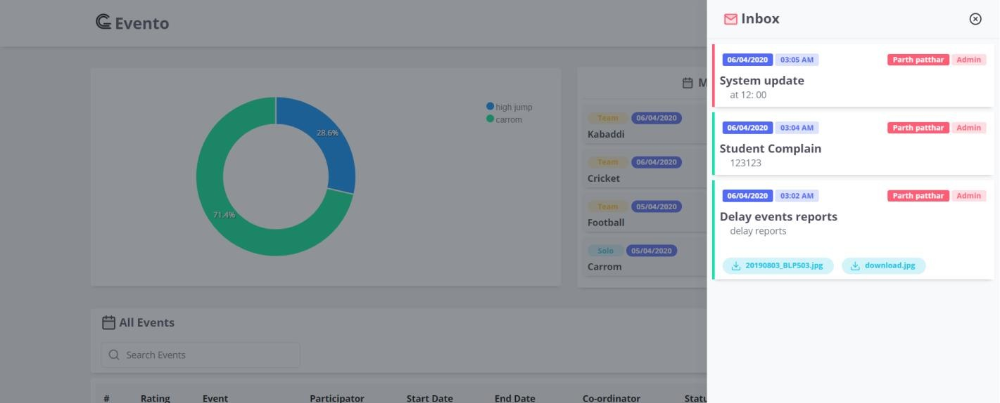 Evento
28.6%
71.4%
high jump
carrom
M
Team 06/04/2020
Kabaddi
Team 06/04/2020
Cricket
Team 05/04/2020
Football
Solo 05/04/2020
Carrom
All Events
Search Events
# Rating Event Participator Start Date End Date Co-ordinator Statu
Inbox
06/04/2020 03:05 AM Parth patthar Admin
System update
at 12: 00
06/04/2020 03:04 AM Parth patthar Admin
Student Complain
123123
06/04/2020 03:02 AM Parth patthar Admin
Delay events reports
delay reports
20190803_BLP503.jpg download.jpg